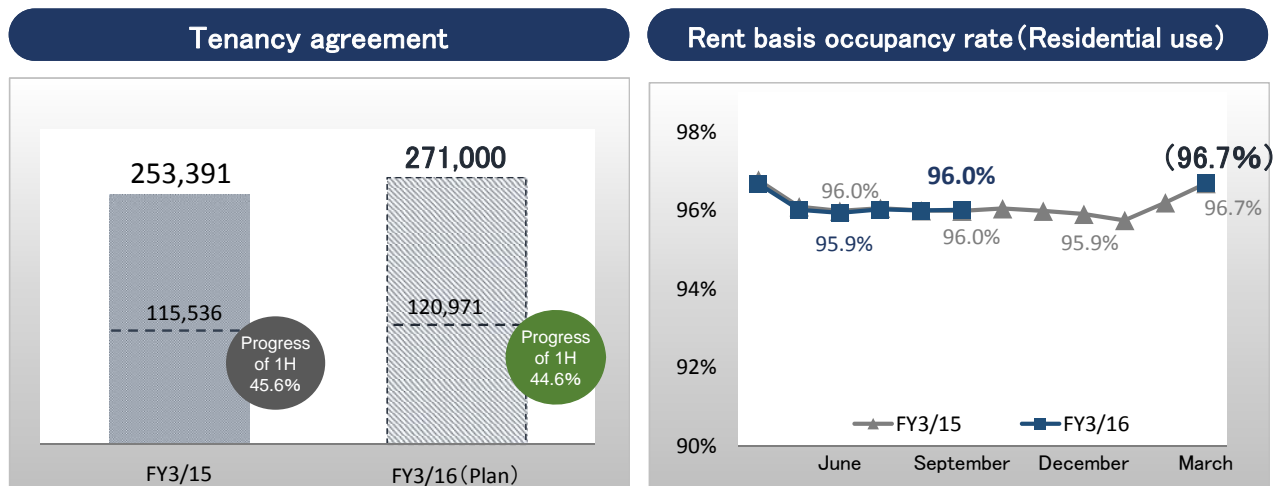 Tenancy agreement
253,391
271,000
115,536
120,971
Progress
of 1H
45.6%
Progress
of 1H
44.6%
FY3/15
FY3/16(Plan)
Rent basis occupancy rate(Residential use)
98%
96%
94%
92%
90%
96.0%
96.0%
(96.7%)
95.9%
96.0%
95.9%
96.7%
FY3/15
FY3/16
June
September
December
March